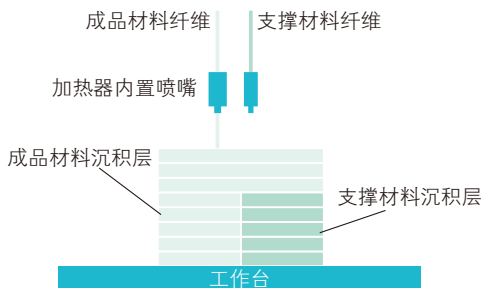 成品材料纤维
支撑材料纤维
加热器内置喷嘴
成品材料沉积层
支撑材料沉积层
工作台